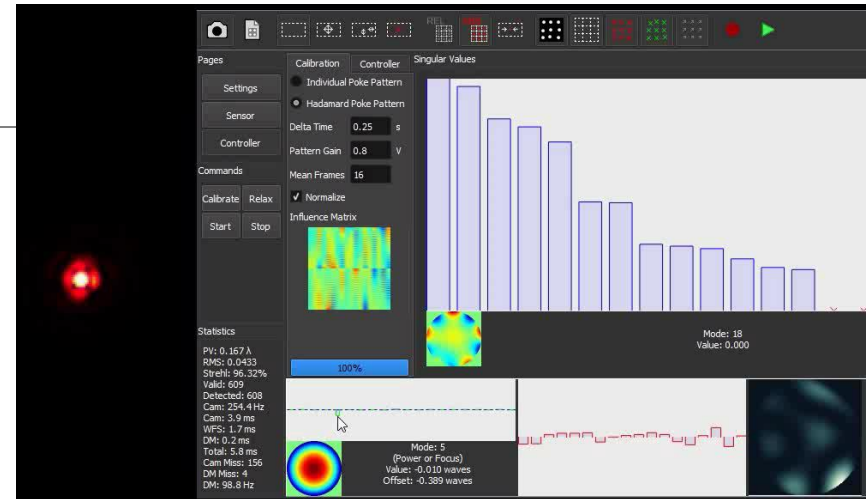 REL
Pages
Settings
Sensor
Controller
Commands
Calibrate Relax
Start Stop
Statistics
PV: 0.167 λ
RMS: 0.0433
Strehl: 96.32%
Valid: 609
Detected: 608
Cam: 254.4 Hz
Cam: 3.9 ms
WFS: 1.7 ms
DM: 0.2 ms
Total: 5.8 ms
Cam Miss: 156
DM Miss: 4
DM: 98.8 Hz
Calibration Controller
Individual Poke Pattern
Hadamard Poke Pattern
Delta Time 0.25 s
Pattern Gain 0.8 V
Mean Frames 16
Normalize
Influence Matrix
100%
Singular Values
Mode: 18
Value: 0.000
Mode: 5
(Power or Focus)
Value: -0.010 waves
Offset: -0.389 waves